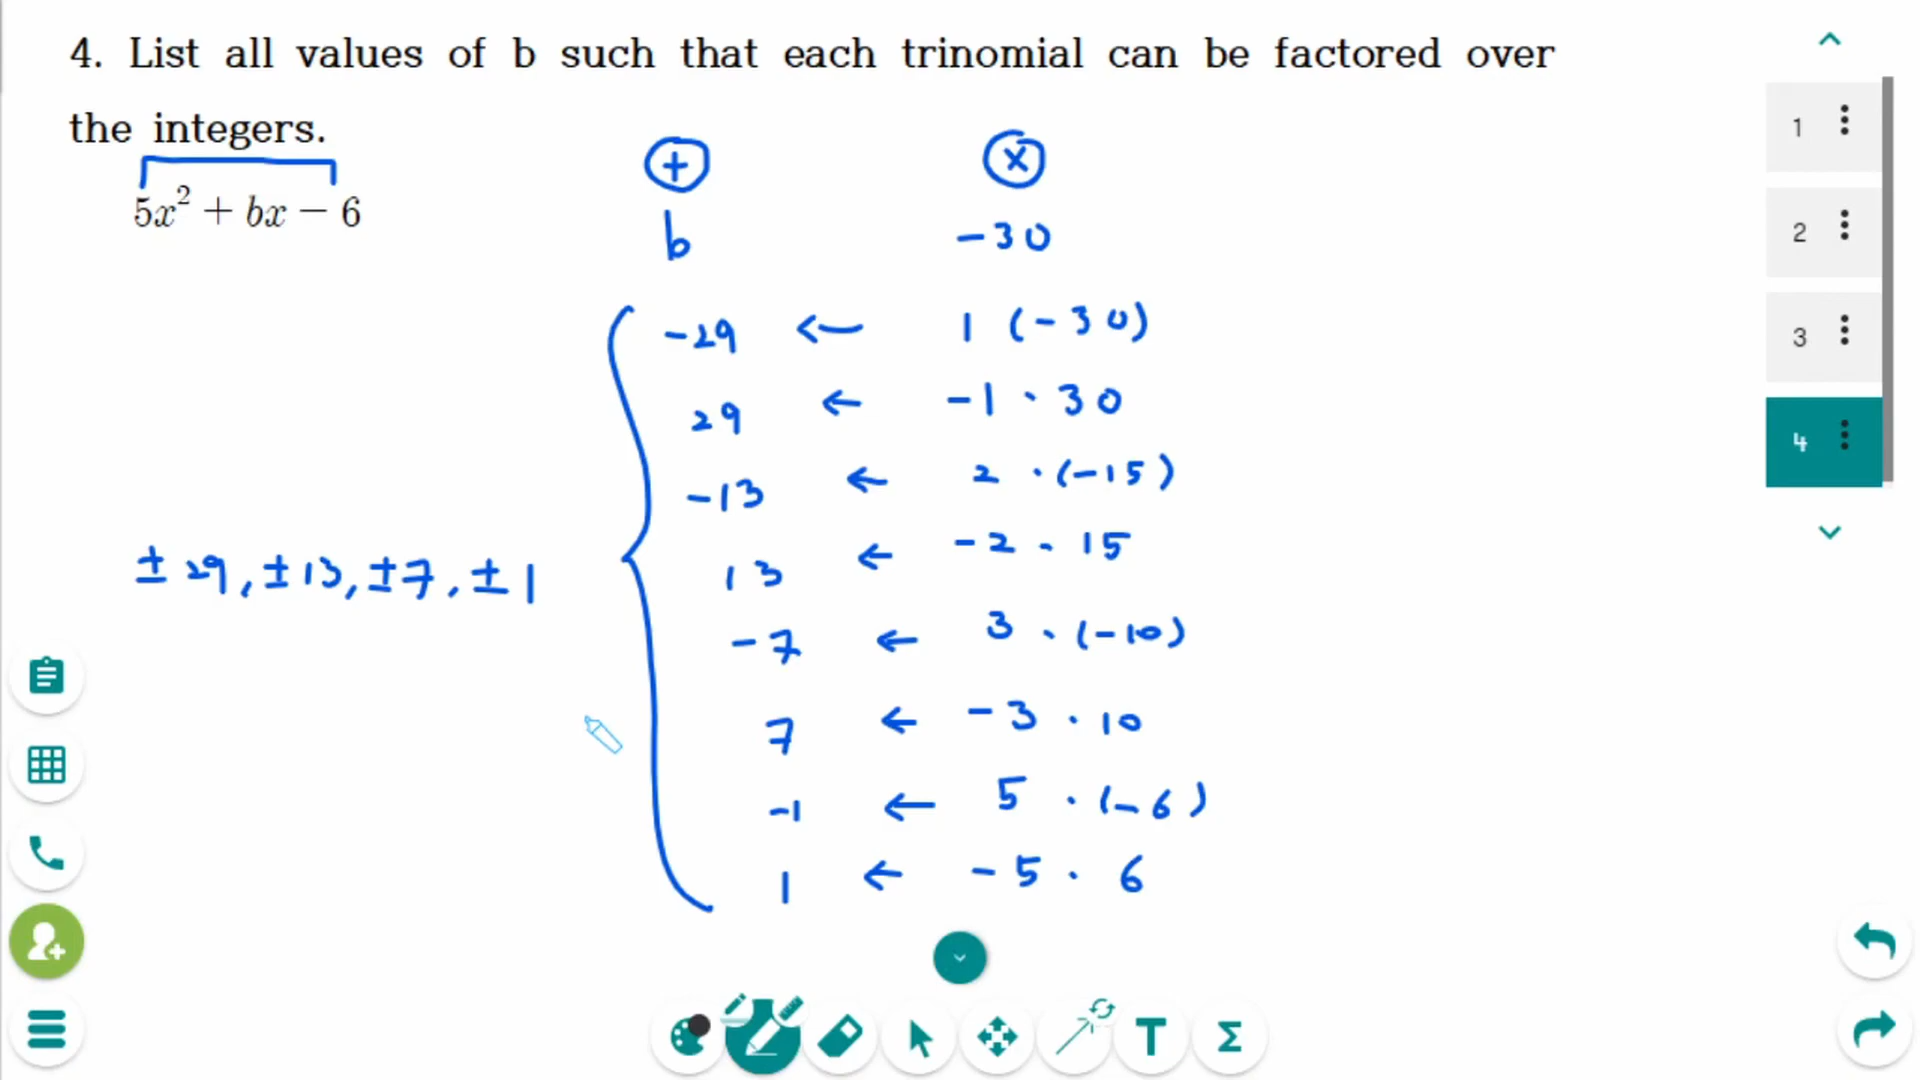 4. List all values of b such that each trinomial can be factored over
the integers.
5x² + bx − 6
+ ×
b -30
-29 ← 1 (-30)
29 ← -1 · 30
-13 ← 2 · (-15)
13 ← -2 · 15
-7 ← 3 · (-10)
7 ← -3 · 10
-1 ← 5 · (-6)
1 ← -5 · 6
± 29, ± 13, ± 7, ± 1
1
2
3
4
T Σ